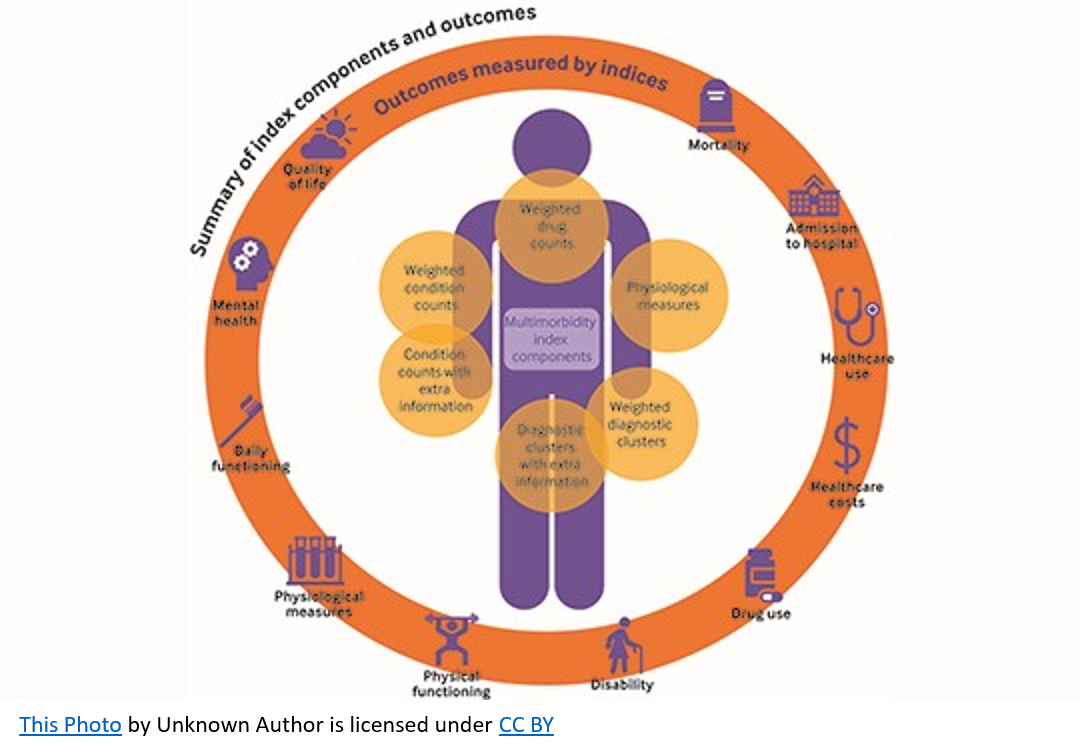 Summary of index components and outcomes
Outcomes measured by indices
Mortality
Admission
to hospital
Healthcare
use
Healthcare
costs
Drug use
Disability
Physical
functioning
Physiological
measures
Daily
functioning
Mental
health
Quality
of life
Weighted
drug
counts
Physiological
measures
Weighted
diagnostic
clusters
Diagnostic
clusters
with extra
information
Condition
counts with
extra
information
Weighted
condition
counts
Multimorbidity
index
components
This Photo by Unknown Author is licensed under CC BY